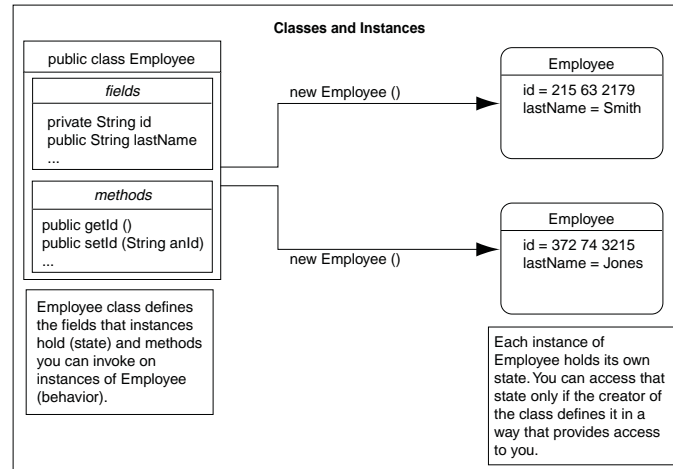 Classes and Instances
public class Employee
fields
private String id
public String lastName
...
methods
public getId ()
public setId (String anId)
...
Employee class defines
the fields that instances
hold (state) and methods
you can invoke on
instances of Employee
(behavior).
new Employee ()
new Employee ()
Employee
id = 215 63 2179
lastName = Smith
Employee
id = 372 74 3215
lastName = Jones
Each instance of
Employee holds its own
state. You can access that
state only if the creator of
the class defines it in a
way that provides access
to you.